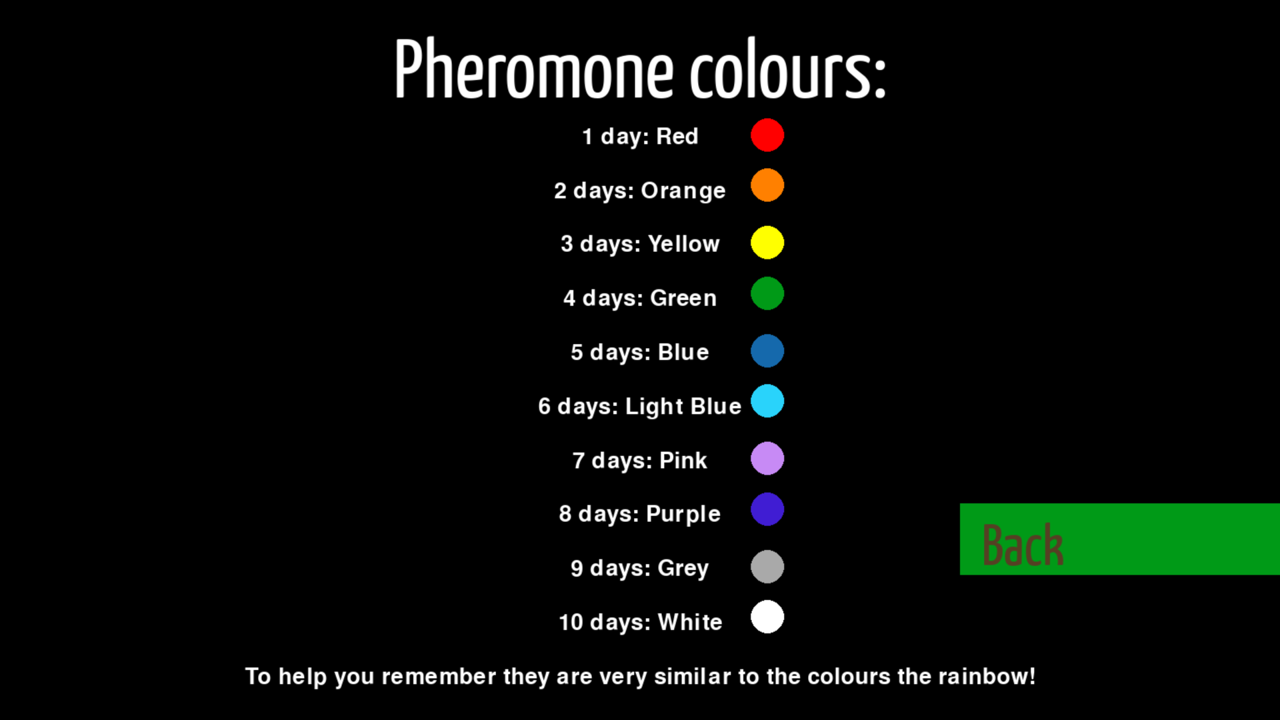 Pheromone colours:
1 day: Red
2 days: Orange
3 days: Yellow
4 days: Green
5 days: Blue
6 days: Light Blue
7 days: Pink
8 days: Purple
9 days: Grey
10 days: White
Back
To help you remember they are very similar to the colours the rainbow!